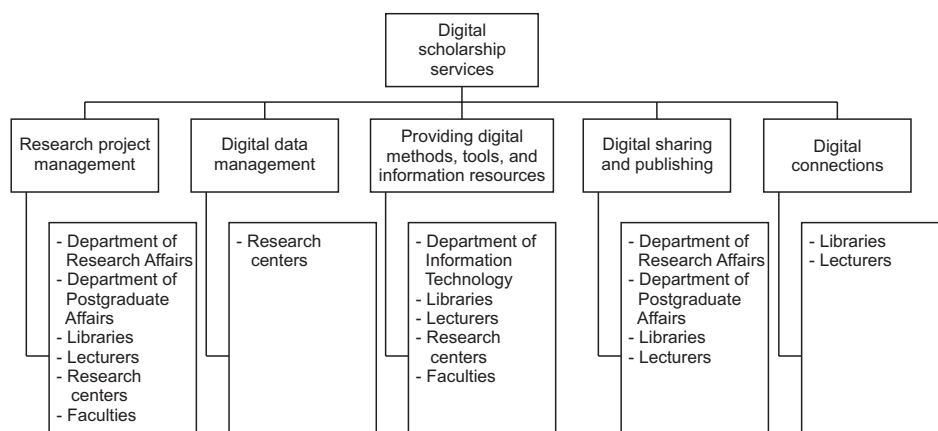 Digital
scholarship
services
Research project
management
Digital data
management
Providing digital
methods, tools, and
information resources
Digital sharing
and publishing
Digital
connections
- Department of
Research Affairs
- Department of
Postgraduate
Affairs
- Libraries
- Lecturers
- Research
centers
- Faculties
- Research
centers
- Department of
Information
Technology
- Libraries
- Lecturers
- Research
centers
- Faculties
- Department of
Research Affairs
- Department of
Postgraduate
Affairs
- Libraries
- Lecturers
- Libraries
- Lecturers